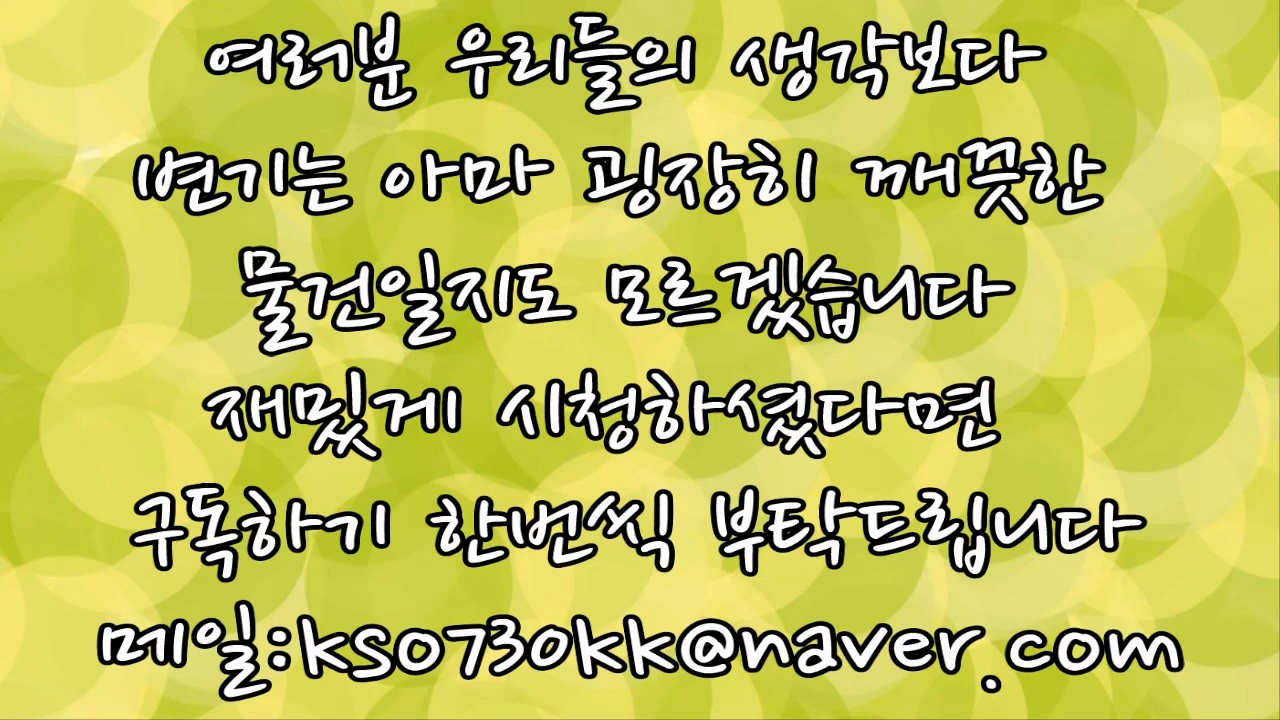 여러분 우리들의 생각보다
변기는 아마 굉장히 깨끗한
물건일지도 모르겠습니다
재밌게 시청하셨다면
구독하기 한번씩 부탁드립니다
메일:kso730kk@naver.com